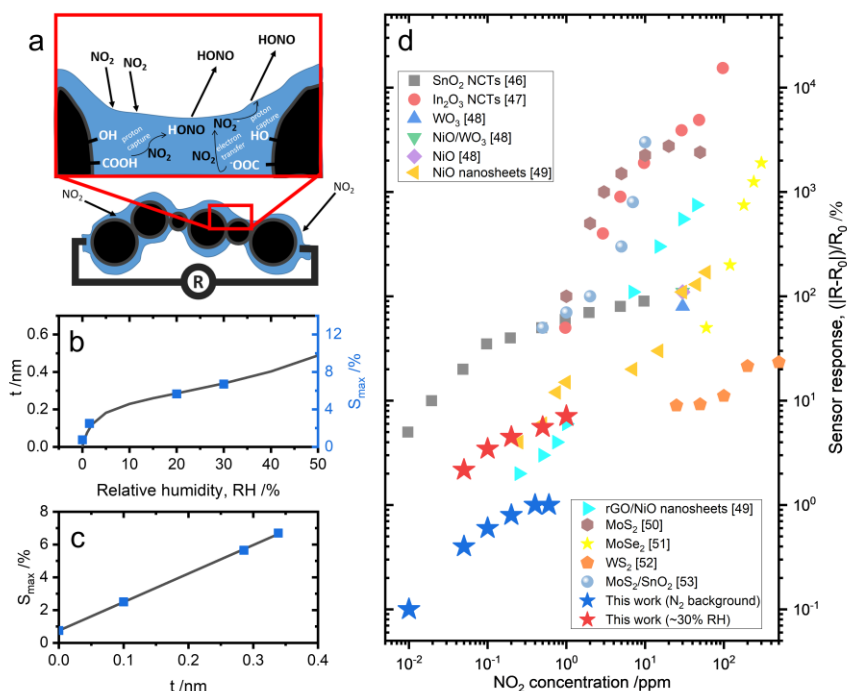 a
NO2
NO2
HONO
HONO
OH
proton
capture
HONO
NO2
COOH
NO2
NO2
electron
transfer
proton
capture
HO
OOC
NO2
NO2
R
b
t /nm
0.6
0.4
0.2
0.0
12
8
4
0
Smax /%
0 10 20 30 40 50
Relative humidity, RH /%
c
Smax /%
8
6
4
2
0
0.0 0.1 0.2 0.3 0.4
t /nm
d
SnO2 NCTs [46]
In2O3 NCTs [47]
WO3 [48]
NiO/WO3 [48]
NiO [48]
NiO nanosheets [49]
rGO/NiO nanosheets [49]
MoS2 [50]
MoSe2 [51]
WS2 [52]
MoS2/SnO2 [53]
This work (N2 background)
This work (~30% RH)
10^4
10^3
10^2
10^1
10^0
10^-1
Sensor response, (|R-R0|)/R0 /%
10^-2 10^-1 10^0 10^1 10^2
NO2 concentration /ppm